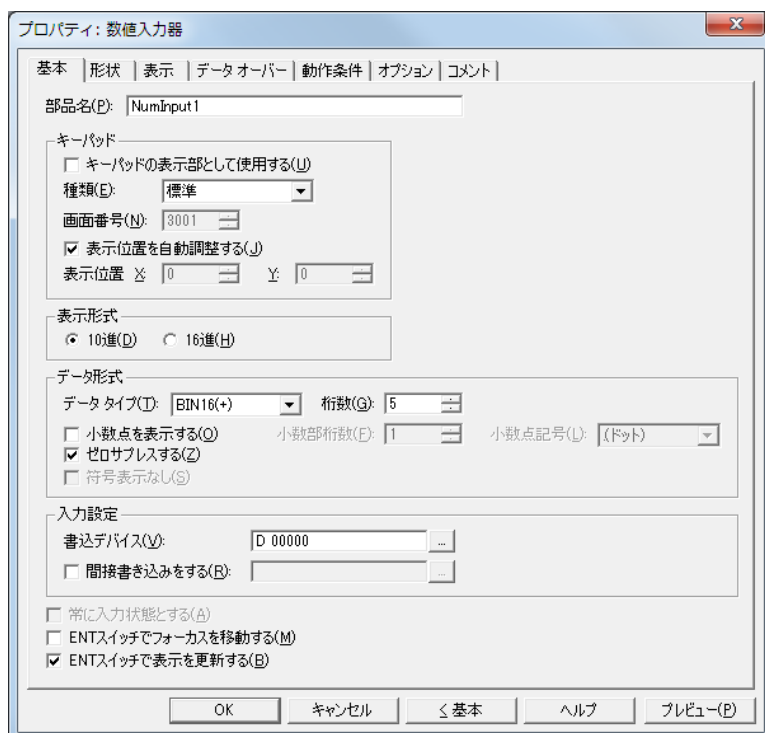 プロパティ: 数値入力器
基本 形状 表示 データ オーバー 動作条件 オプション コメント
部品名(P): NumInput1
キーパッド
キーパッドの表示部として使用する(U)
種類(E): 標準
画面番号(N): 3001
表示位置を自動調整する(J)
表示位置 X: 0 Y: 0
表示形式
10進(D) 16進(H)
データ形式
データ タイプ(T): BIN16(+) 桁数(G): 5
小数点を表示する(O) 小数部桁数(F): 1 小数点記号(L): .(ドット)
ゼロサプレスする(Z)
符号表示なし(S)
入力設定
書込デバイス(V): D 00000 ...
間接書き込みをする(R): ...
常に入力状態とする(A)
ENTスイッチでフォーカスを移動する(M)
ENTスイッチで表示を更新する(B)
OK キャンセル < 基本 ヘルプ プレビュー(P)